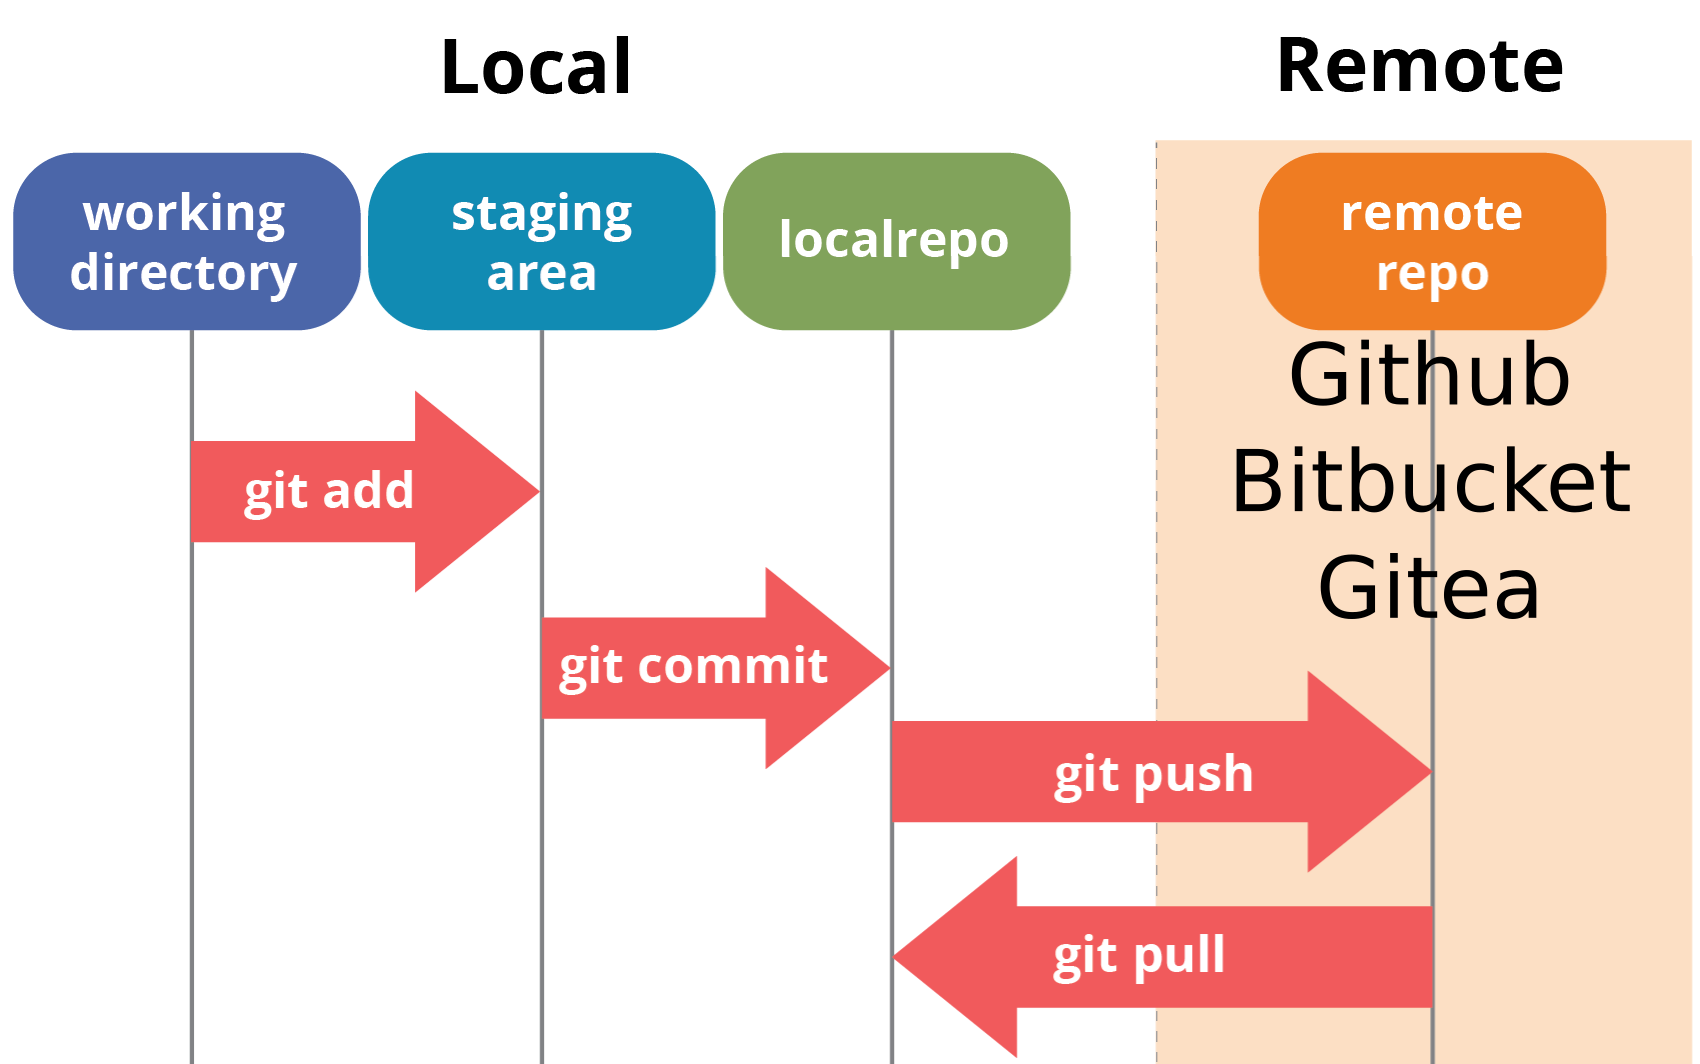 Local
Remote
working
directory
staging
area
localrepo
remote
repo
Github
Bitbucket
Gitea
git add
git commit
git push
git pull